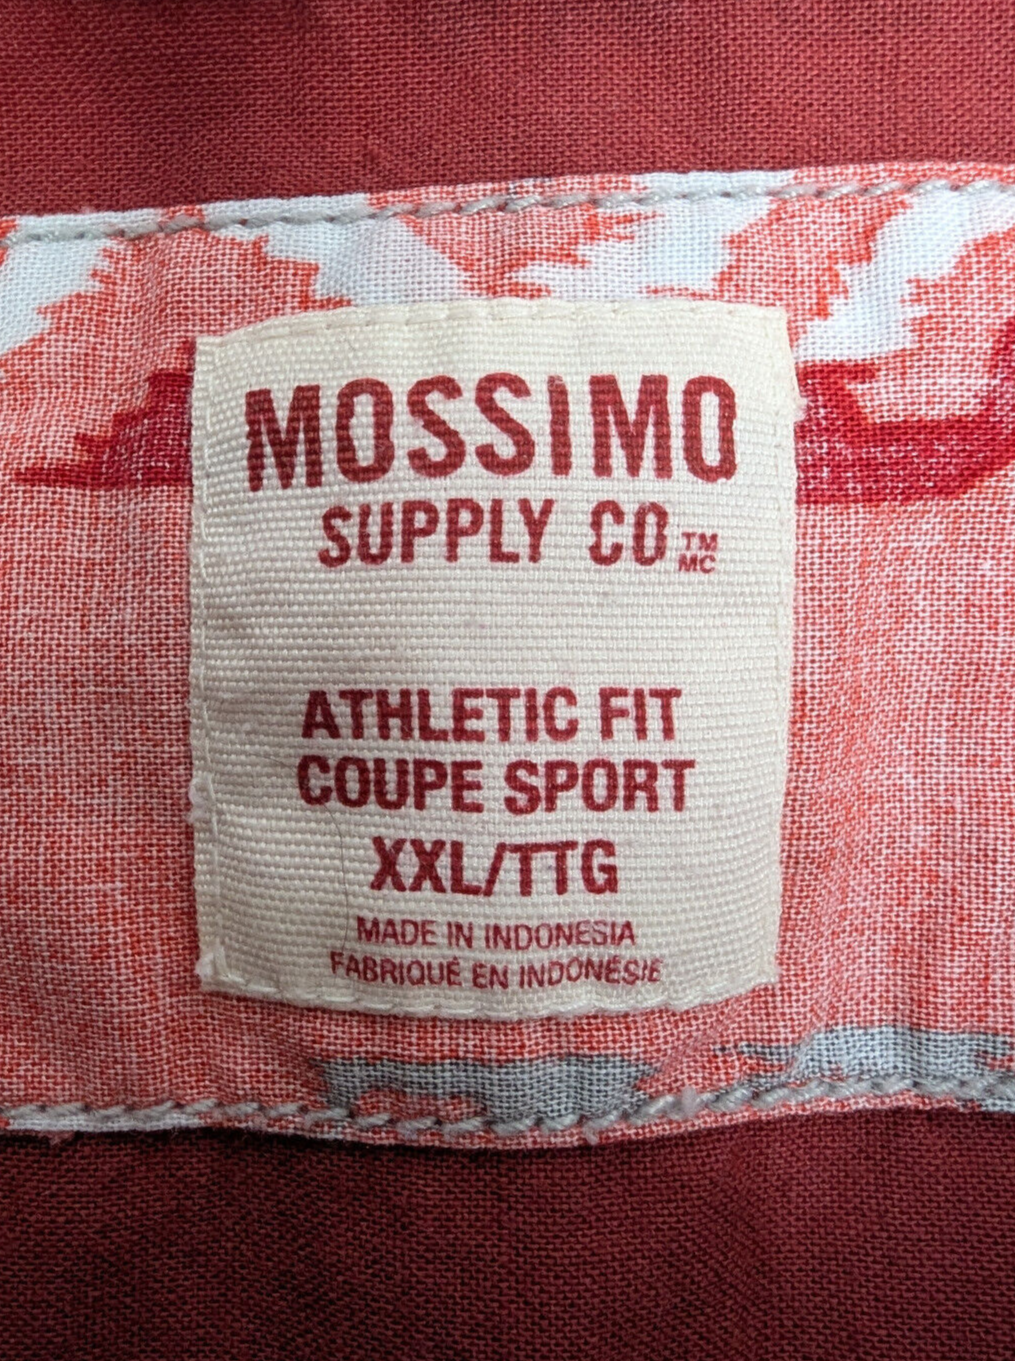 MOSSIMO
SUPPLY CO TM MC
ATHLETIC FIT
COUPE SPORT
XXL/TTG
MADE IN INDONESIA
FABRIQUÉ EN INDONÉSIE